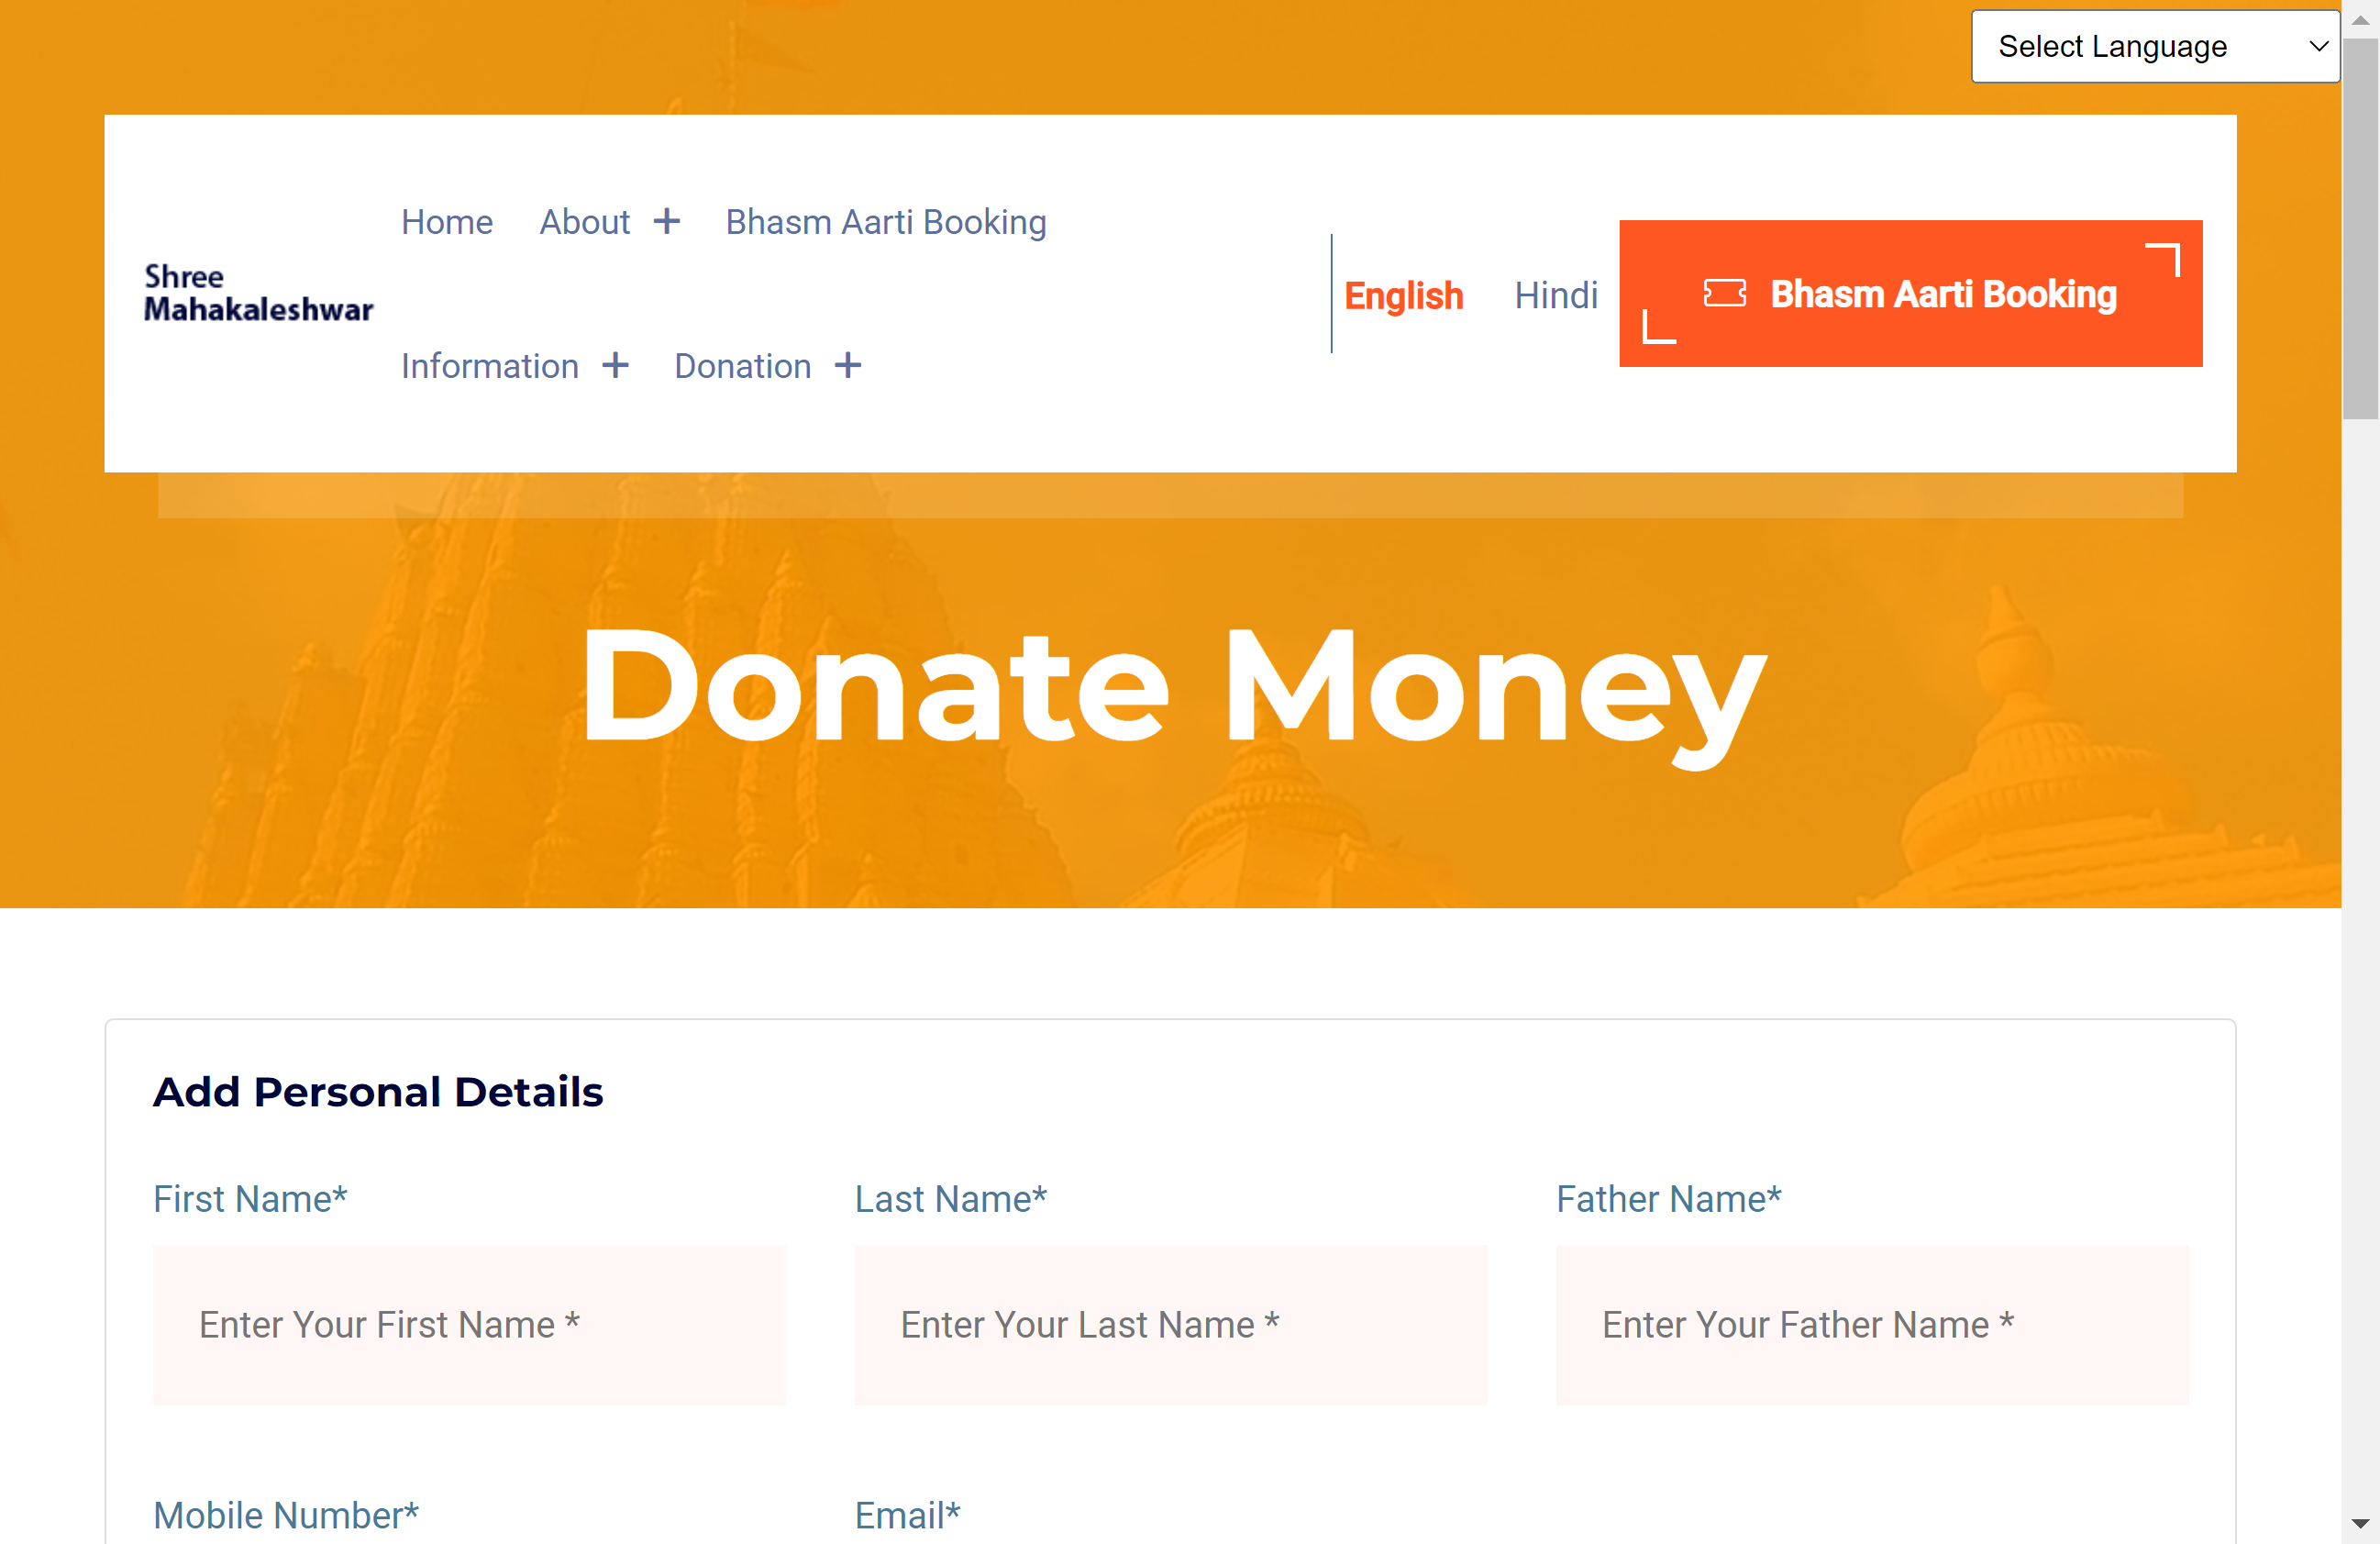 Select Language
Home About + Bhasm Aarti Booking
Shree
Mahakaleshwar
Information + Donation +
English Hindi
Bhasm Aarti Booking
Donate Money
Add Personal Details
First Name* Last Name* Father Name*
Enter Your First Name * Enter Your Last Name * Enter Your Father Name *
Mobile Number* Email*